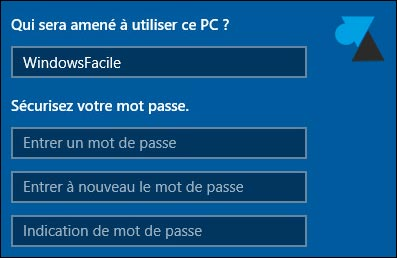 Qui sera amené à utiliser ce PC ?
WindowsFacile
Sécurisez votre mot passe.
Entrer un mot de passe
Entrer à nouveau le mot de passe
Indication de mot de passe